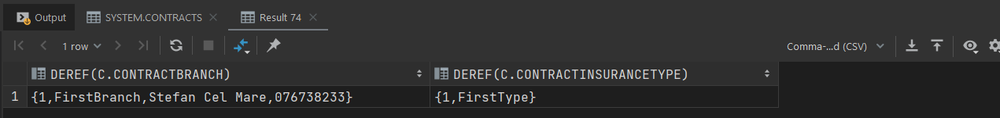 Output SYSTEM.CONTRACTS Result 74
1 row Comma-...d (CSV)
DEREF(C.CONTRACTBRANCH) DEREF(C.CONTRACTINSURANCETYPE)
1 {1,FirstBranch,Stefan Cel Mare,076738233} {1,FirstType}